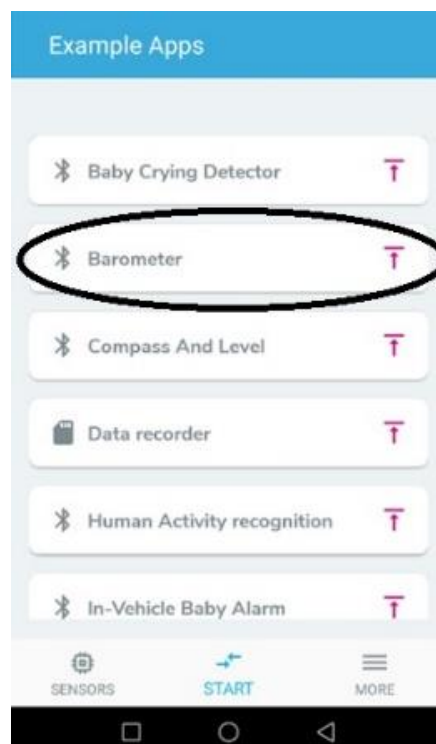 Example Apps
Baby Crying Detector
Barometer
Compass And Level
Data recorder
Human Activity recognition
In-Vehicle Baby Alarm
SENSORS START MORE